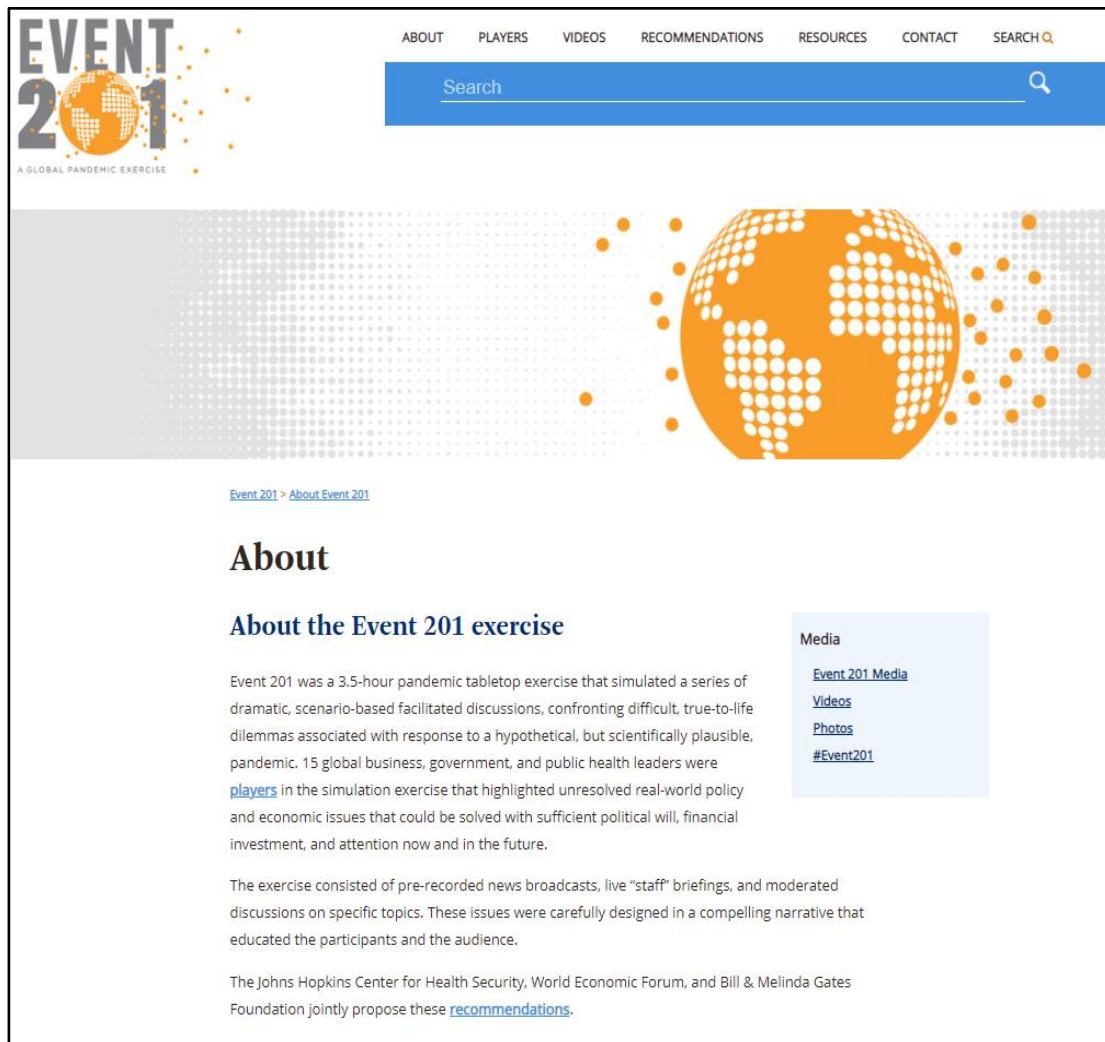 EVENT
201
A GLOBAL PANDEMIC EXERCISE
ABOUT PLAYERS VIDEOS RECOMMENDATIONS RESOURCES CONTACT SEARCH
Search
Event 201 > About Event 201
About
About the Event 201 exercise
Event 201 was a 3.5-hour pandemic tabletop exercise that simulated a series of
dramatic, scenario-based facilitated discussions, confronting difficult, true-to-life
dilemmas associated with response to a hypothetical, but scientifically plausible,
pandemic. 15 global business, government, and public health leaders were
players in the simulation exercise that highlighted unresolved real-world policy
and economic issues that could be solved with sufficient political will, financial
investment, and attention now and in the future.
The exercise consisted of pre-recorded news broadcasts, live “staff” briefings, and moderated
discussions on specific topics. These issues were carefully designed in a compelling narrative that
educated the participants and the audience.
The Johns Hopkins Center for Health Security, World Economic Forum, and Bill & Melinda Gates
Foundation jointly propose these recommendations.
Media
Event 201 Media
Videos
Photos
#Event201